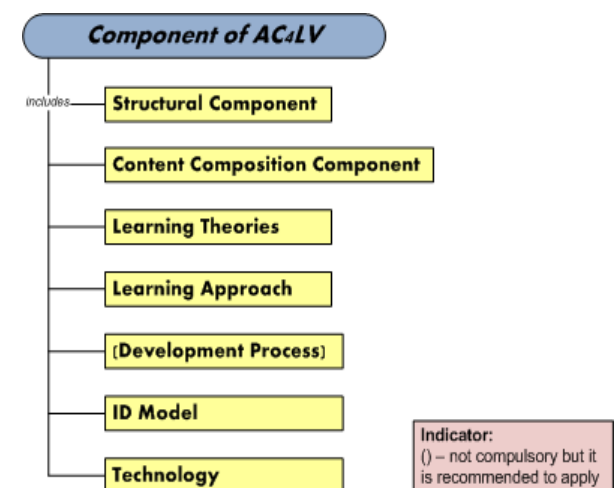 Component of AC4LV
includes
Structural Component
Content Composition Component
Learning Theories
Learning Approach
(Development Process)
ID Model
Technology
Indicator:
() – not compulsory but it
is recommended to apply